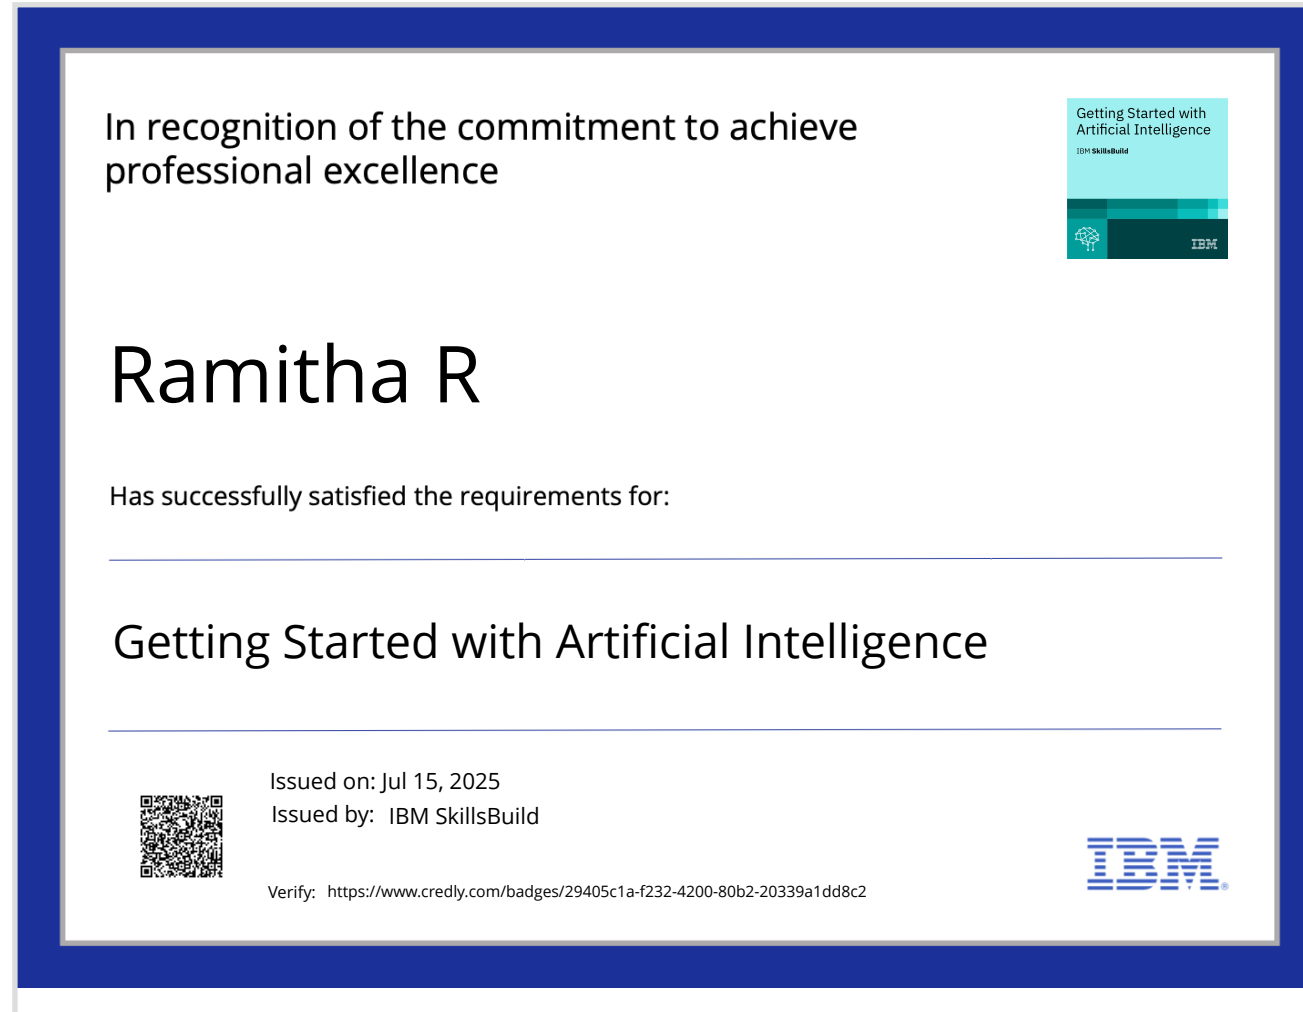 In recognition of the commitment to achieve
professional excellence
Getting Started with
Artificial Intelligence
IBM SkillsBuild
IBM
Ramitha R
Has successfully satisfied the requirements for:
Getting Started with Artificial Intelligence
Issued on: Jul 15, 2025
Issued by: IBM SkillsBuild
Verify: https://www.credly.com/badges/29405c1a-f232-4200-80b2-20339a1dd8c2
IBM®